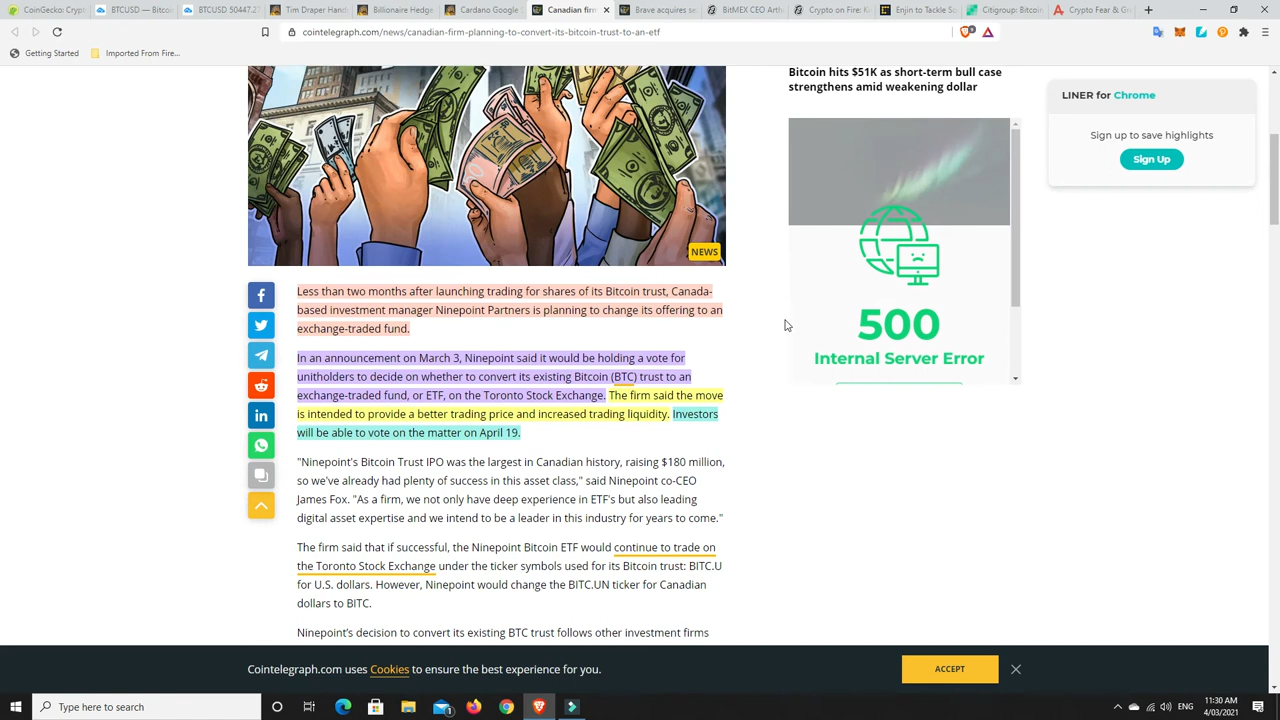 CoinGecko: Crypt
BTCUSD — Bitcoi
BTCUSD 50447.27
Tim Draper Hand
Billionaire Hedge
Cardano Google
Canadian firm
Brave acquires se
BitMEX CEO Arth
Crypto on Fire: K
Enjin to Tackle Sc
Citigroup: Bitcoin
Crypto Fear & Gr
cointelegraph.com/news/canadian-firm-planning-to-convert-its-bitcoin-trust-to-an-etf
Getting Started
Imported From Fire...
NEWS
Less than two months after launching trading for shares of its Bitcoin trust, Canada-
based investment manager Ninepoint Partners is planning to change its offering to an
exchange-traded fund.
In an announcement on March 3, Ninepoint said it would be holding a vote for
unitholders to decide on whether to convert its existing Bitcoin (BTC) trust to an
exchange-traded fund, or ETF, on the Toronto Stock Exchange. The firm said the move
is intended to provide a better trading price and increased trading liquidity. Investors
will be able to vote on the matter on April 19.
"Ninepoint's Bitcoin Trust IPO was the largest in Canadian history, raising $180 million,
so we've already had plenty of success in this asset class," said Ninepoint co-CEO
James Fox. "As a firm, we not only have deep experience in ETF's but also leading
digital asset expertise and we intend to be a leader in this industry for years to come."
The firm said that if successful, the Ninepoint Bitcoin ETF would continue to trade on
the Toronto Stock Exchange under the ticker symbols used for its Bitcoin trust: BITC.U
for U.S. dollars. However, Ninepoint would change the BITC.UN ticker for Canadian
dollars to BITC.
Ninepoint's decision to convert its existing BTC trust follows other investment firms
Bitcoin hits $51K as short-term bull case
strengthens amid weakening dollar
500
Internal Server Error
LINER for Chrome
Sign up to save highlights
Sign Up
Cointelegraph.com uses Cookies to ensure the best experience for you.
ACCEPT
Type here to search
ENG
11:30 AM
4/03/2021